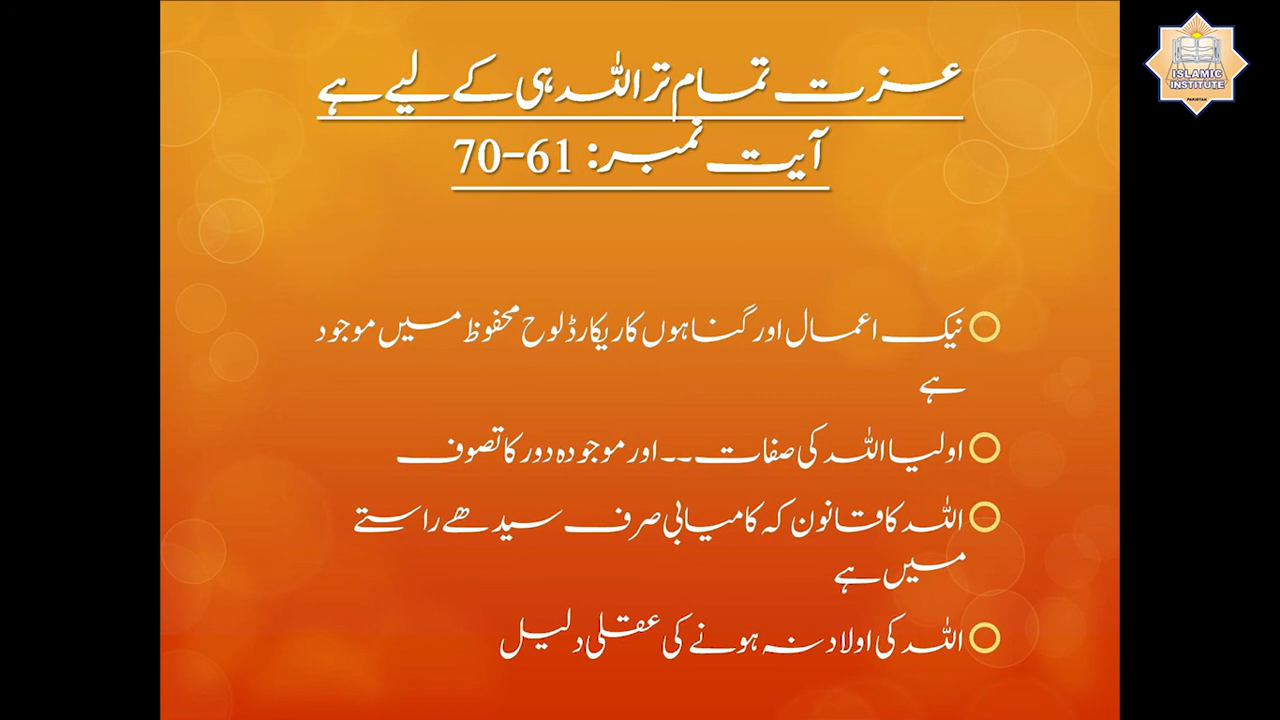 عزت تمام تر اللہ ہی کے لیے ہے
آیت نمبر: 61-70
نیک اعمال اور گناہوں کا ریکارڈ لوح محفوظ میں موجود
ہے
اولیا اللہ کی صفات ۔۔ اور موجودہ دور کا تصوف
اللہ کا قانون کہ کامیابی صرف سیدھے راستے
میں ہے
اللہ کی اولاد نہ ہونے کی عقلی دلیل
ISLAMIC
INSTITUTE
PAKISTAN